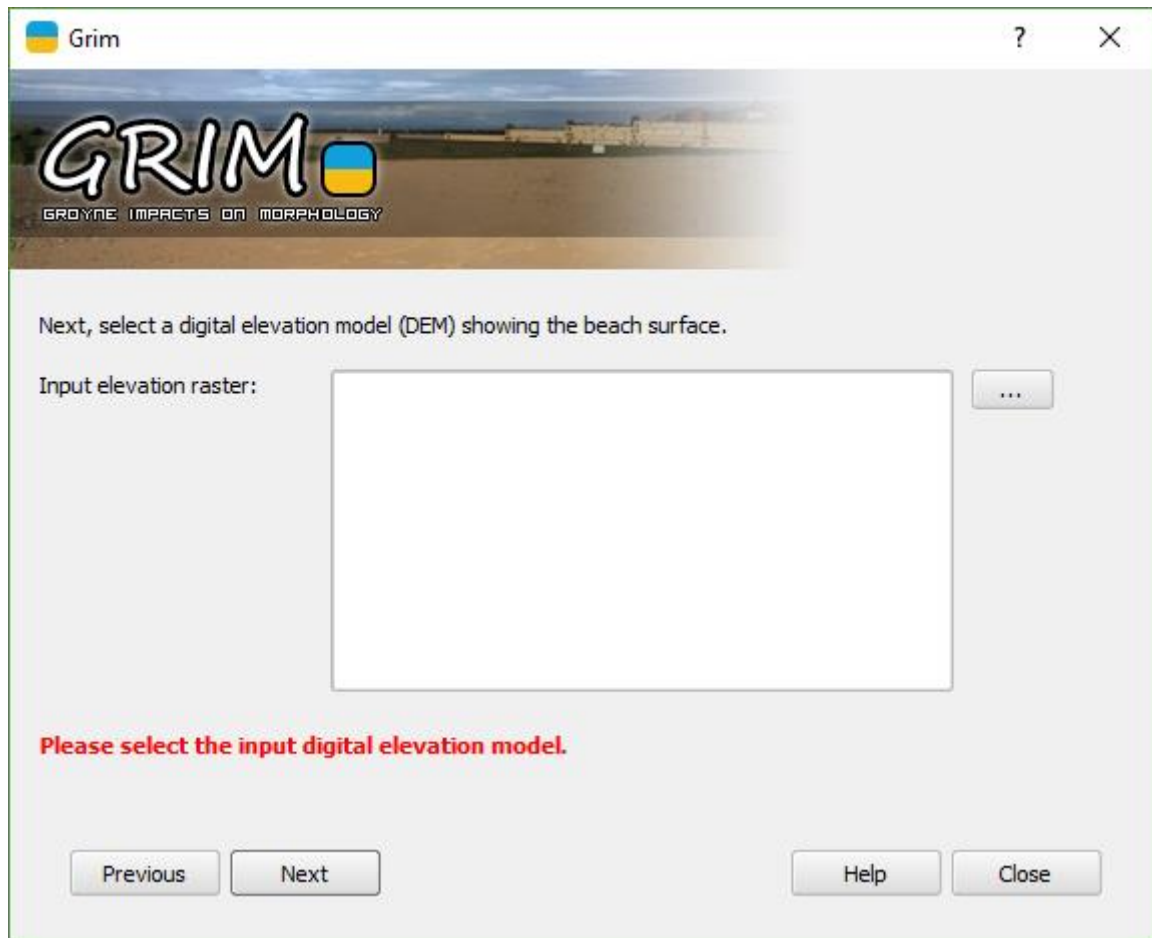 Grim
?
GRIM
GROYNE IMPACTS ON MORPHOLOGY
Next, select a digital elevation model (DEM) showing the beach surface.
Input elevation raster:
...
Please select the input digital elevation model.
Previous Next Help Close